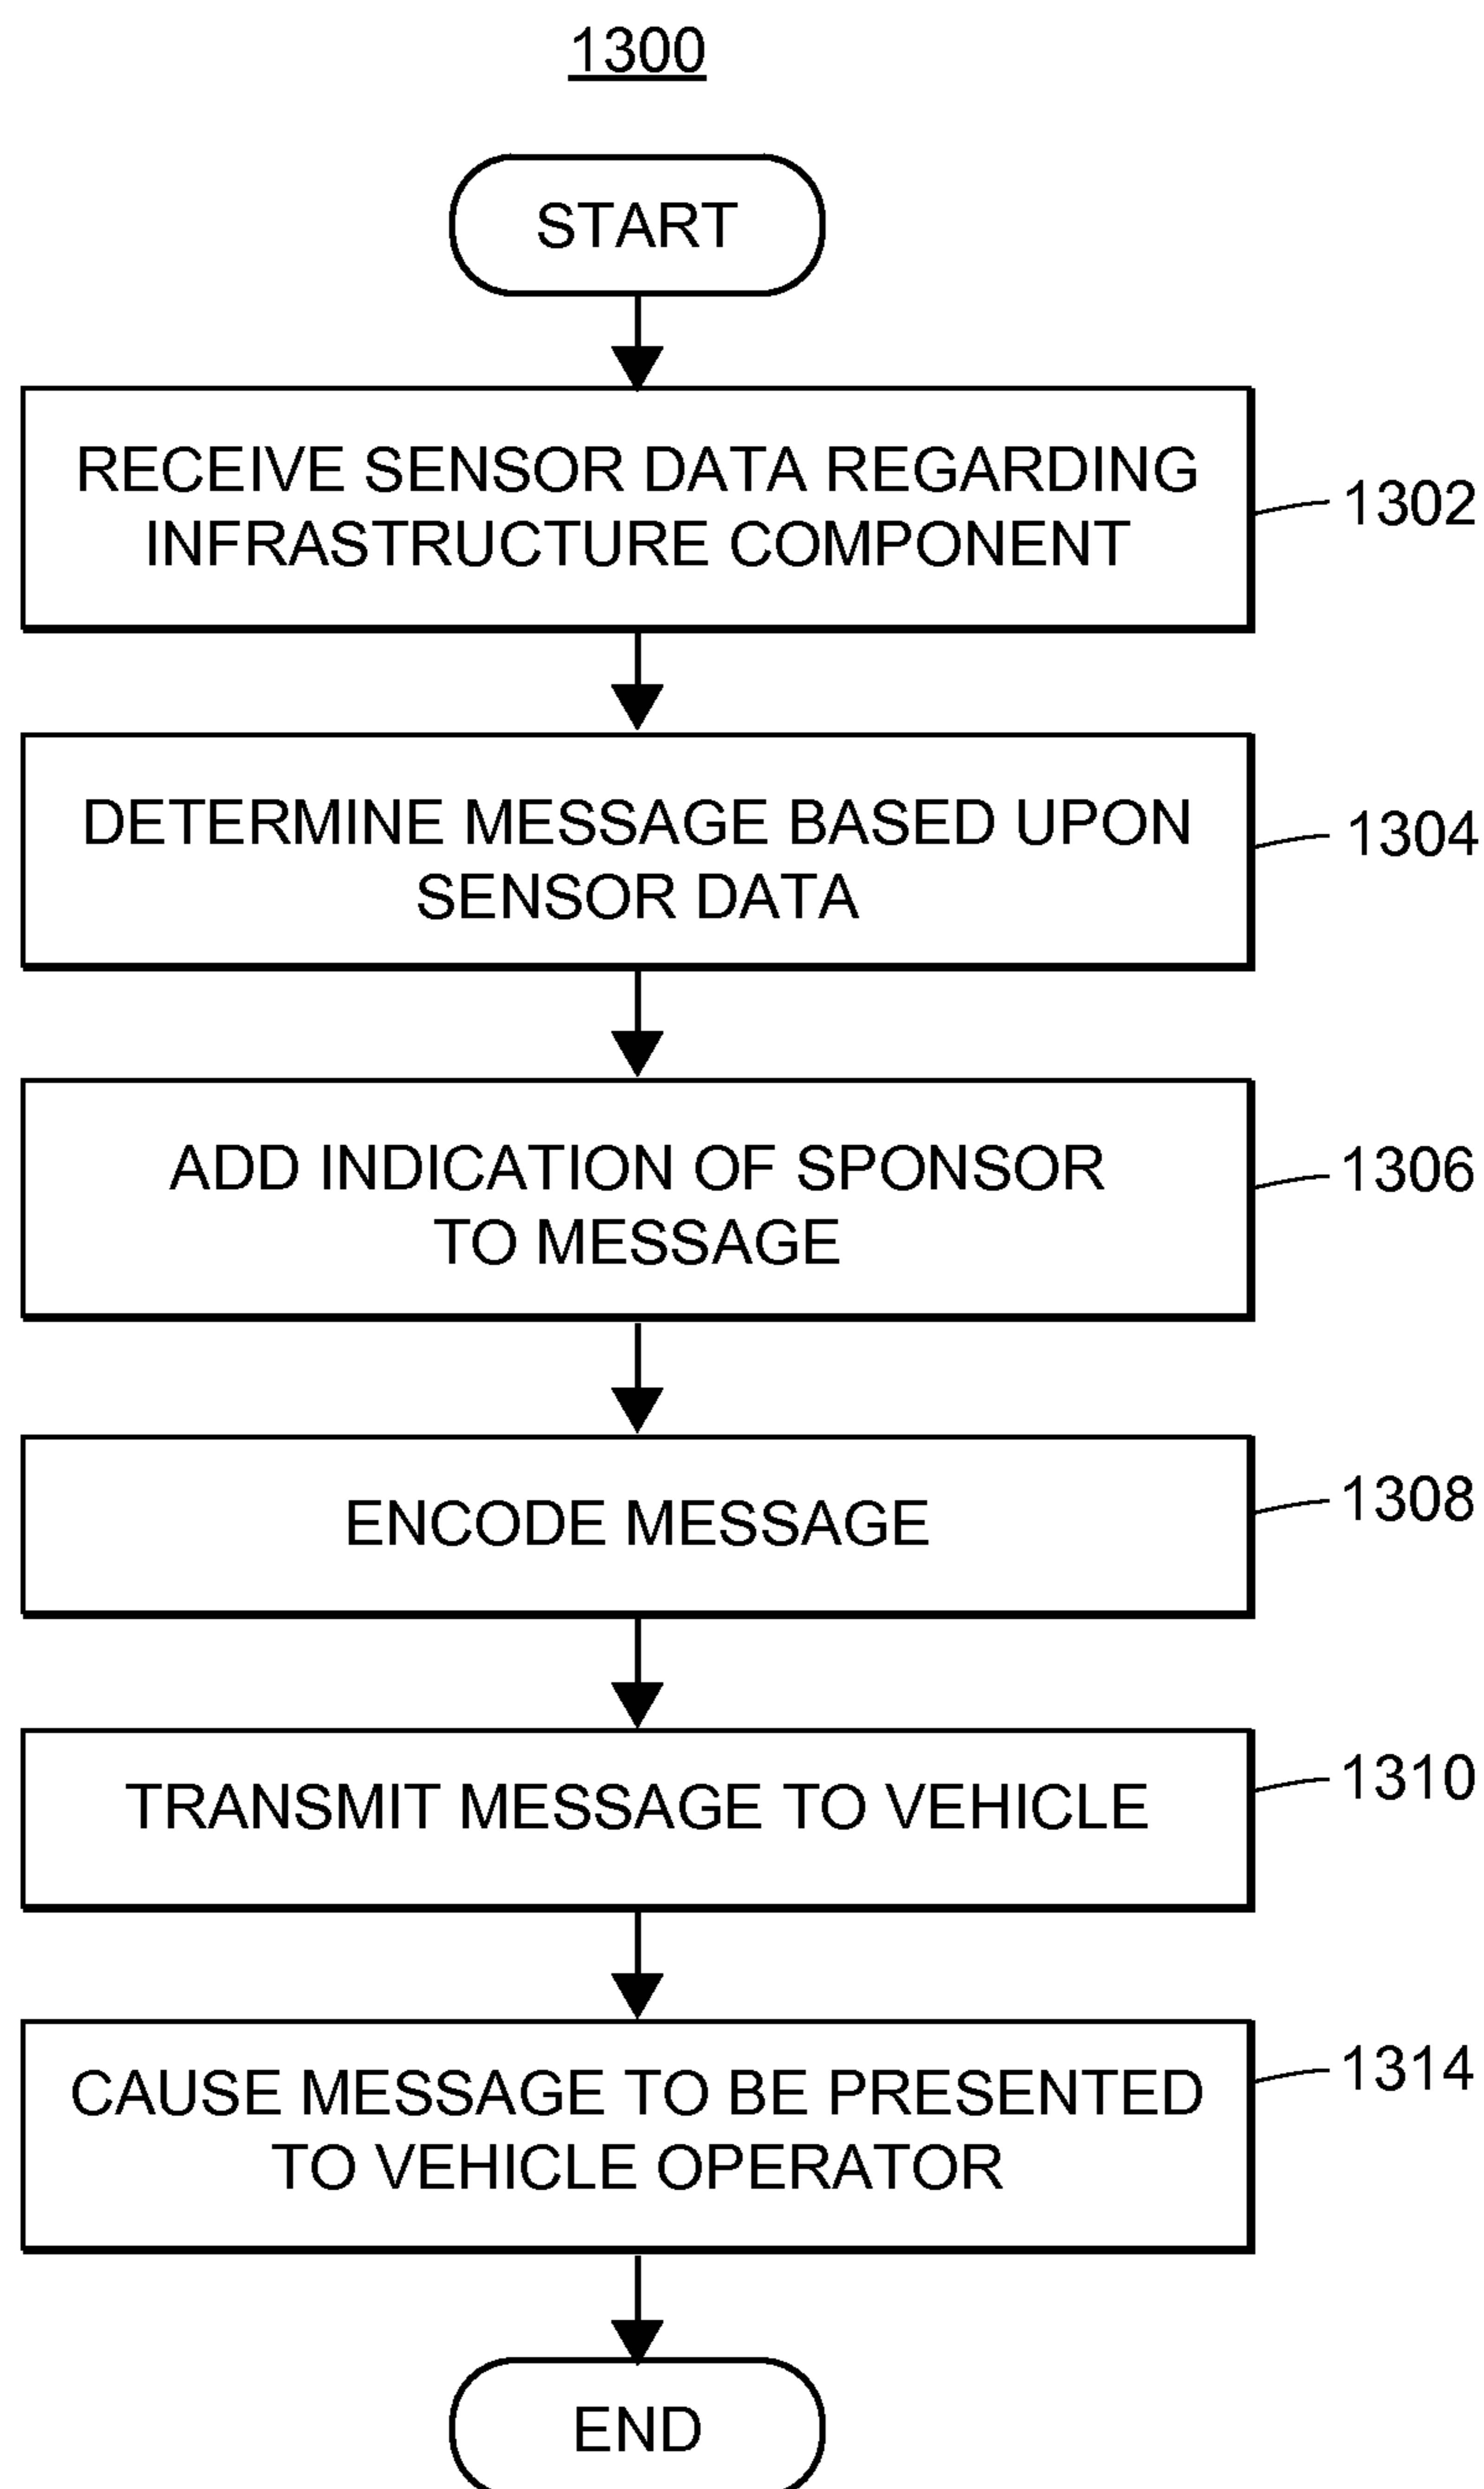 1300
START
RECEIVE SENSOR DATA REGARDING
INFRASTRUCTURE COMPONENT
1302
DETERMINE MESSAGE BASED UPON
SENSOR DATA
1304
ADD INDICATION OF SPONSOR
TO MESSAGE
1306
ENCODE MESSAGE
1308
TRANSMIT MESSAGE TO VEHICLE
1310
CAUSE MESSAGE TO BE PRESENTED
TO VEHICLE OPERATOR
1314
END